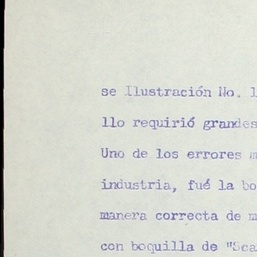 se Ilustración No. 1
llo requirió grandes
Uno de los errores m
industria, fué la bo
manera correcta de m
con boquilla de "Sca